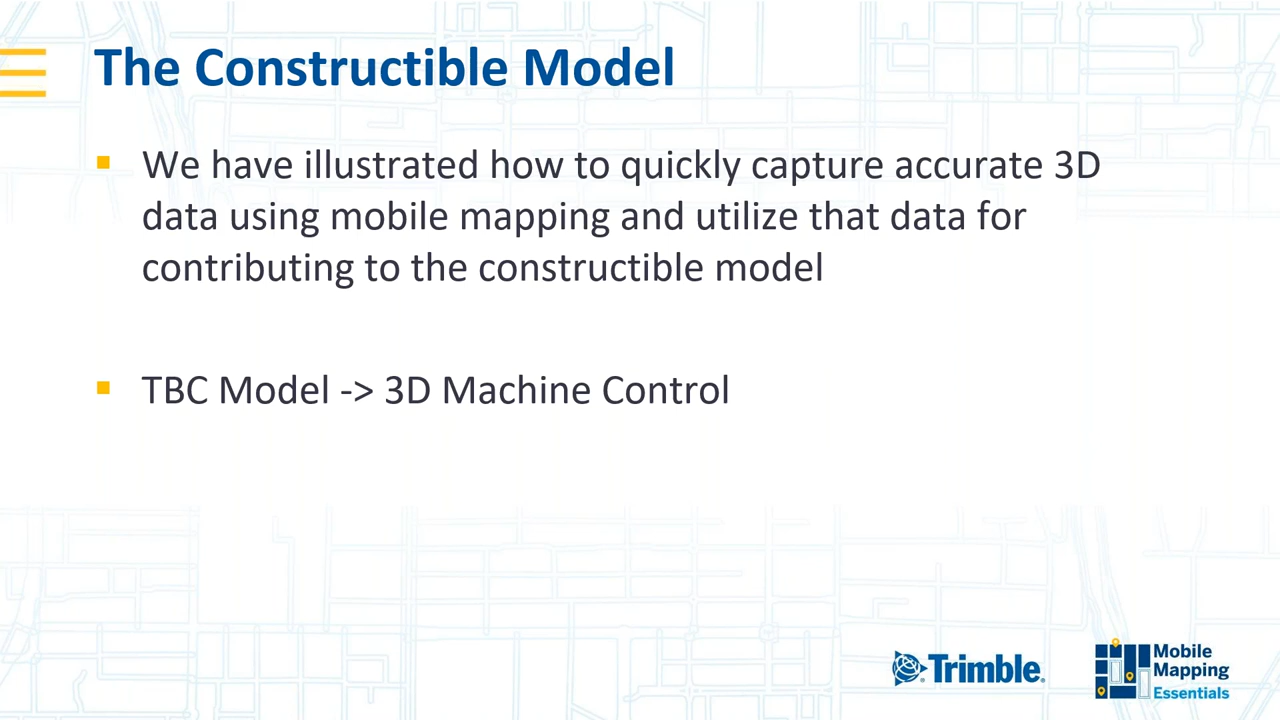 The Constructible Model
We have illustrated how to quickly capture accurate 3D
data using mobile mapping and utilize that data for
contributing to the constructible model
TBC Model -> 3D Machine Control
Trimble®
Mobile
Mapping
Essentials